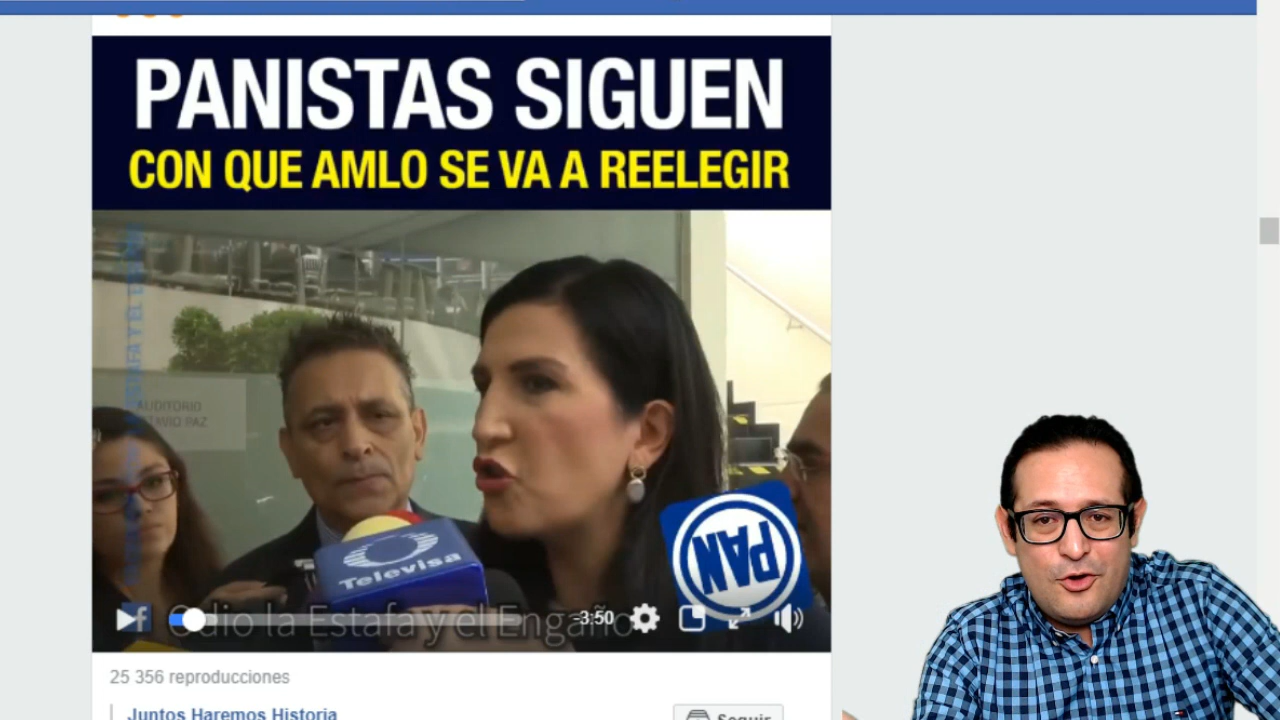 PANISTAS SIGUEN
CON QUE AMLO SE VA A REELEGIR
AUDITORIO
Televisa
PAN
Odio la Estafa y el Engaño
-3:50
25 356 reproducciones
Juntos Haremos Historia
Seguir